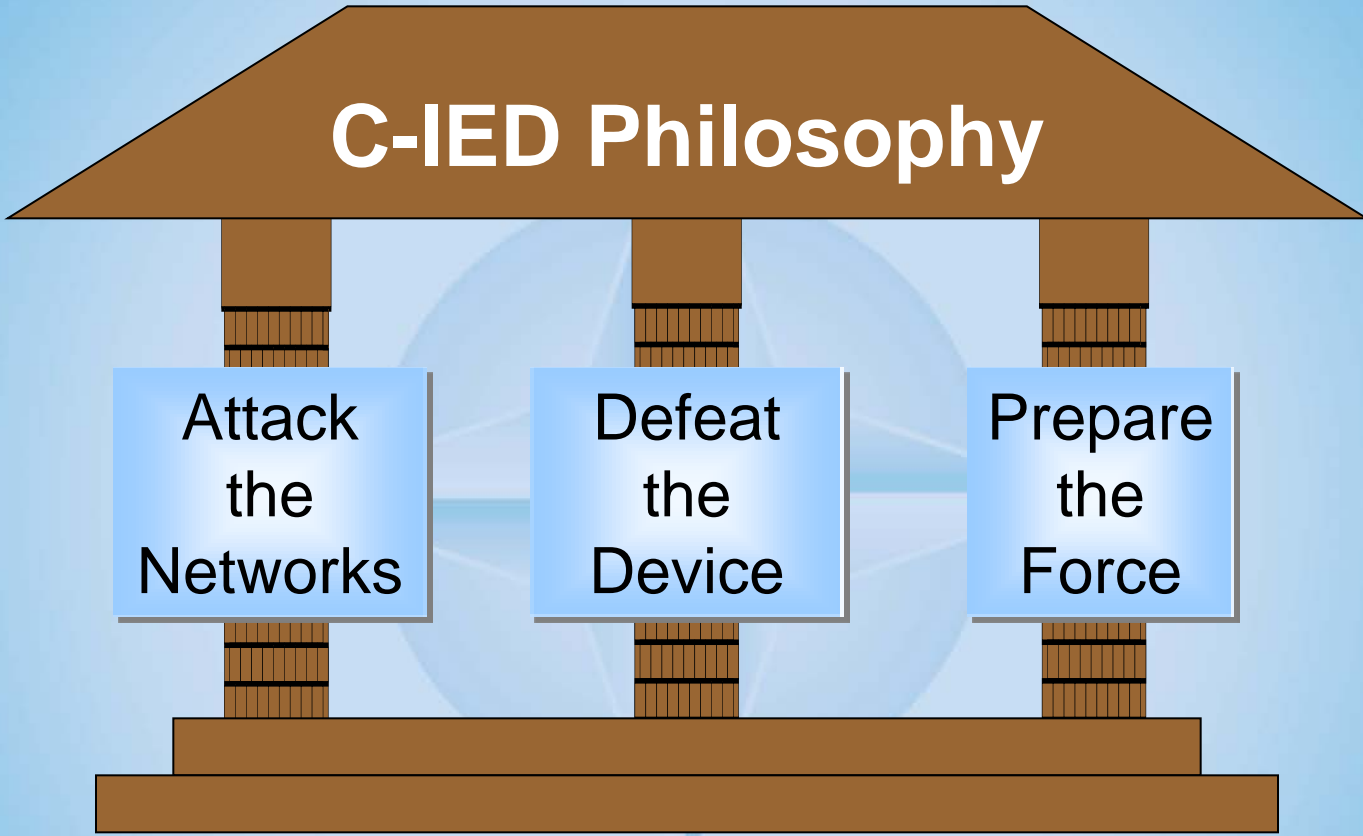 C-IED Philosophy
Attack
the
Networks
Defeat
the
Device
Prepare
the
Force